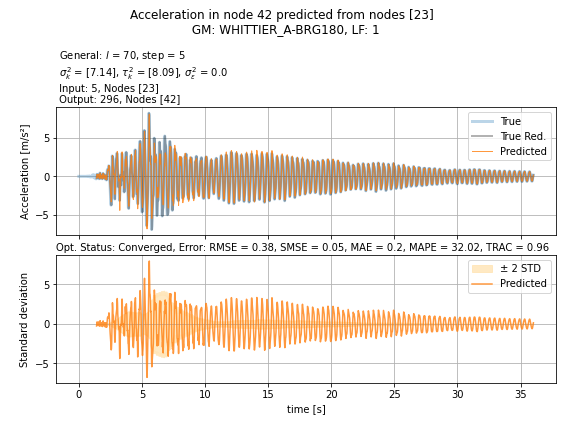 Acceleration in node 42 predicted from nodes [23]
GM: WHITTIER_A-BRG180, LF: 1
General: l = 70, step = 5
σ²ₖ = [7.14], τ²ₖ = [8.09], σ²ε = 0.0
Input: 5, Nodes [23]
Output: 296, Nodes [42]
True
True Red.
Predicted
Acceleration [m/s²]
5
0
−5
Opt. Status: Converged, Error: RMSE = 0.38, SMSE = 0.05, MAE = 0.2, MAPE = 32.02, TRAC = 0.96
± 2 STD
Predicted
Standard deviation
5
0
−5
0 5 10 15 20 25 30 35
time [s]